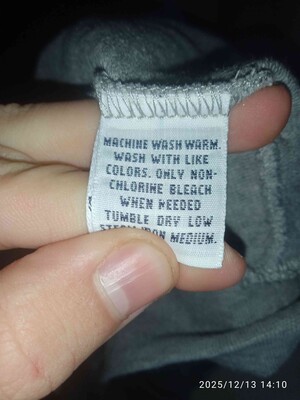 MACHINE WASH WARM.
WASH WITH LIKE
COLORS. ONLY NON-
CHLORINE BLEACH
WHEN NEEDED
TUMBLE DRY LOW
STEAM IRON MEDIUM.
2025/12/13 14:10